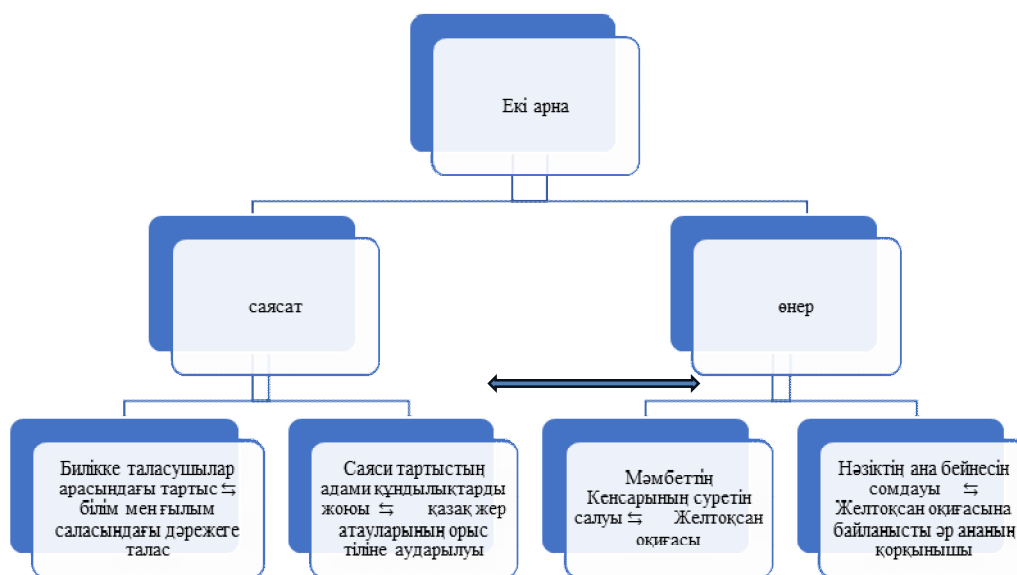 Екі арна
саясат
өнер
Билікке таласушылар
арасындағы тартыс ⇆
білім мен ғылым
саласындағы дәрежеге
талас
Саяси тартыстың
адами құндылықтарды
жоюы ⇆ қазақ жер
атауларының орыс
тіліне аударылуы
Мәмбеттің
Кенсарының суретін
салуы ⇆ Желтоқсан
оқиғасы
Нәзіктің ана бейнесін
сомдауы ⇆
Желтоқсан оқиғасына
байланысты әр ананың
қорқынышы